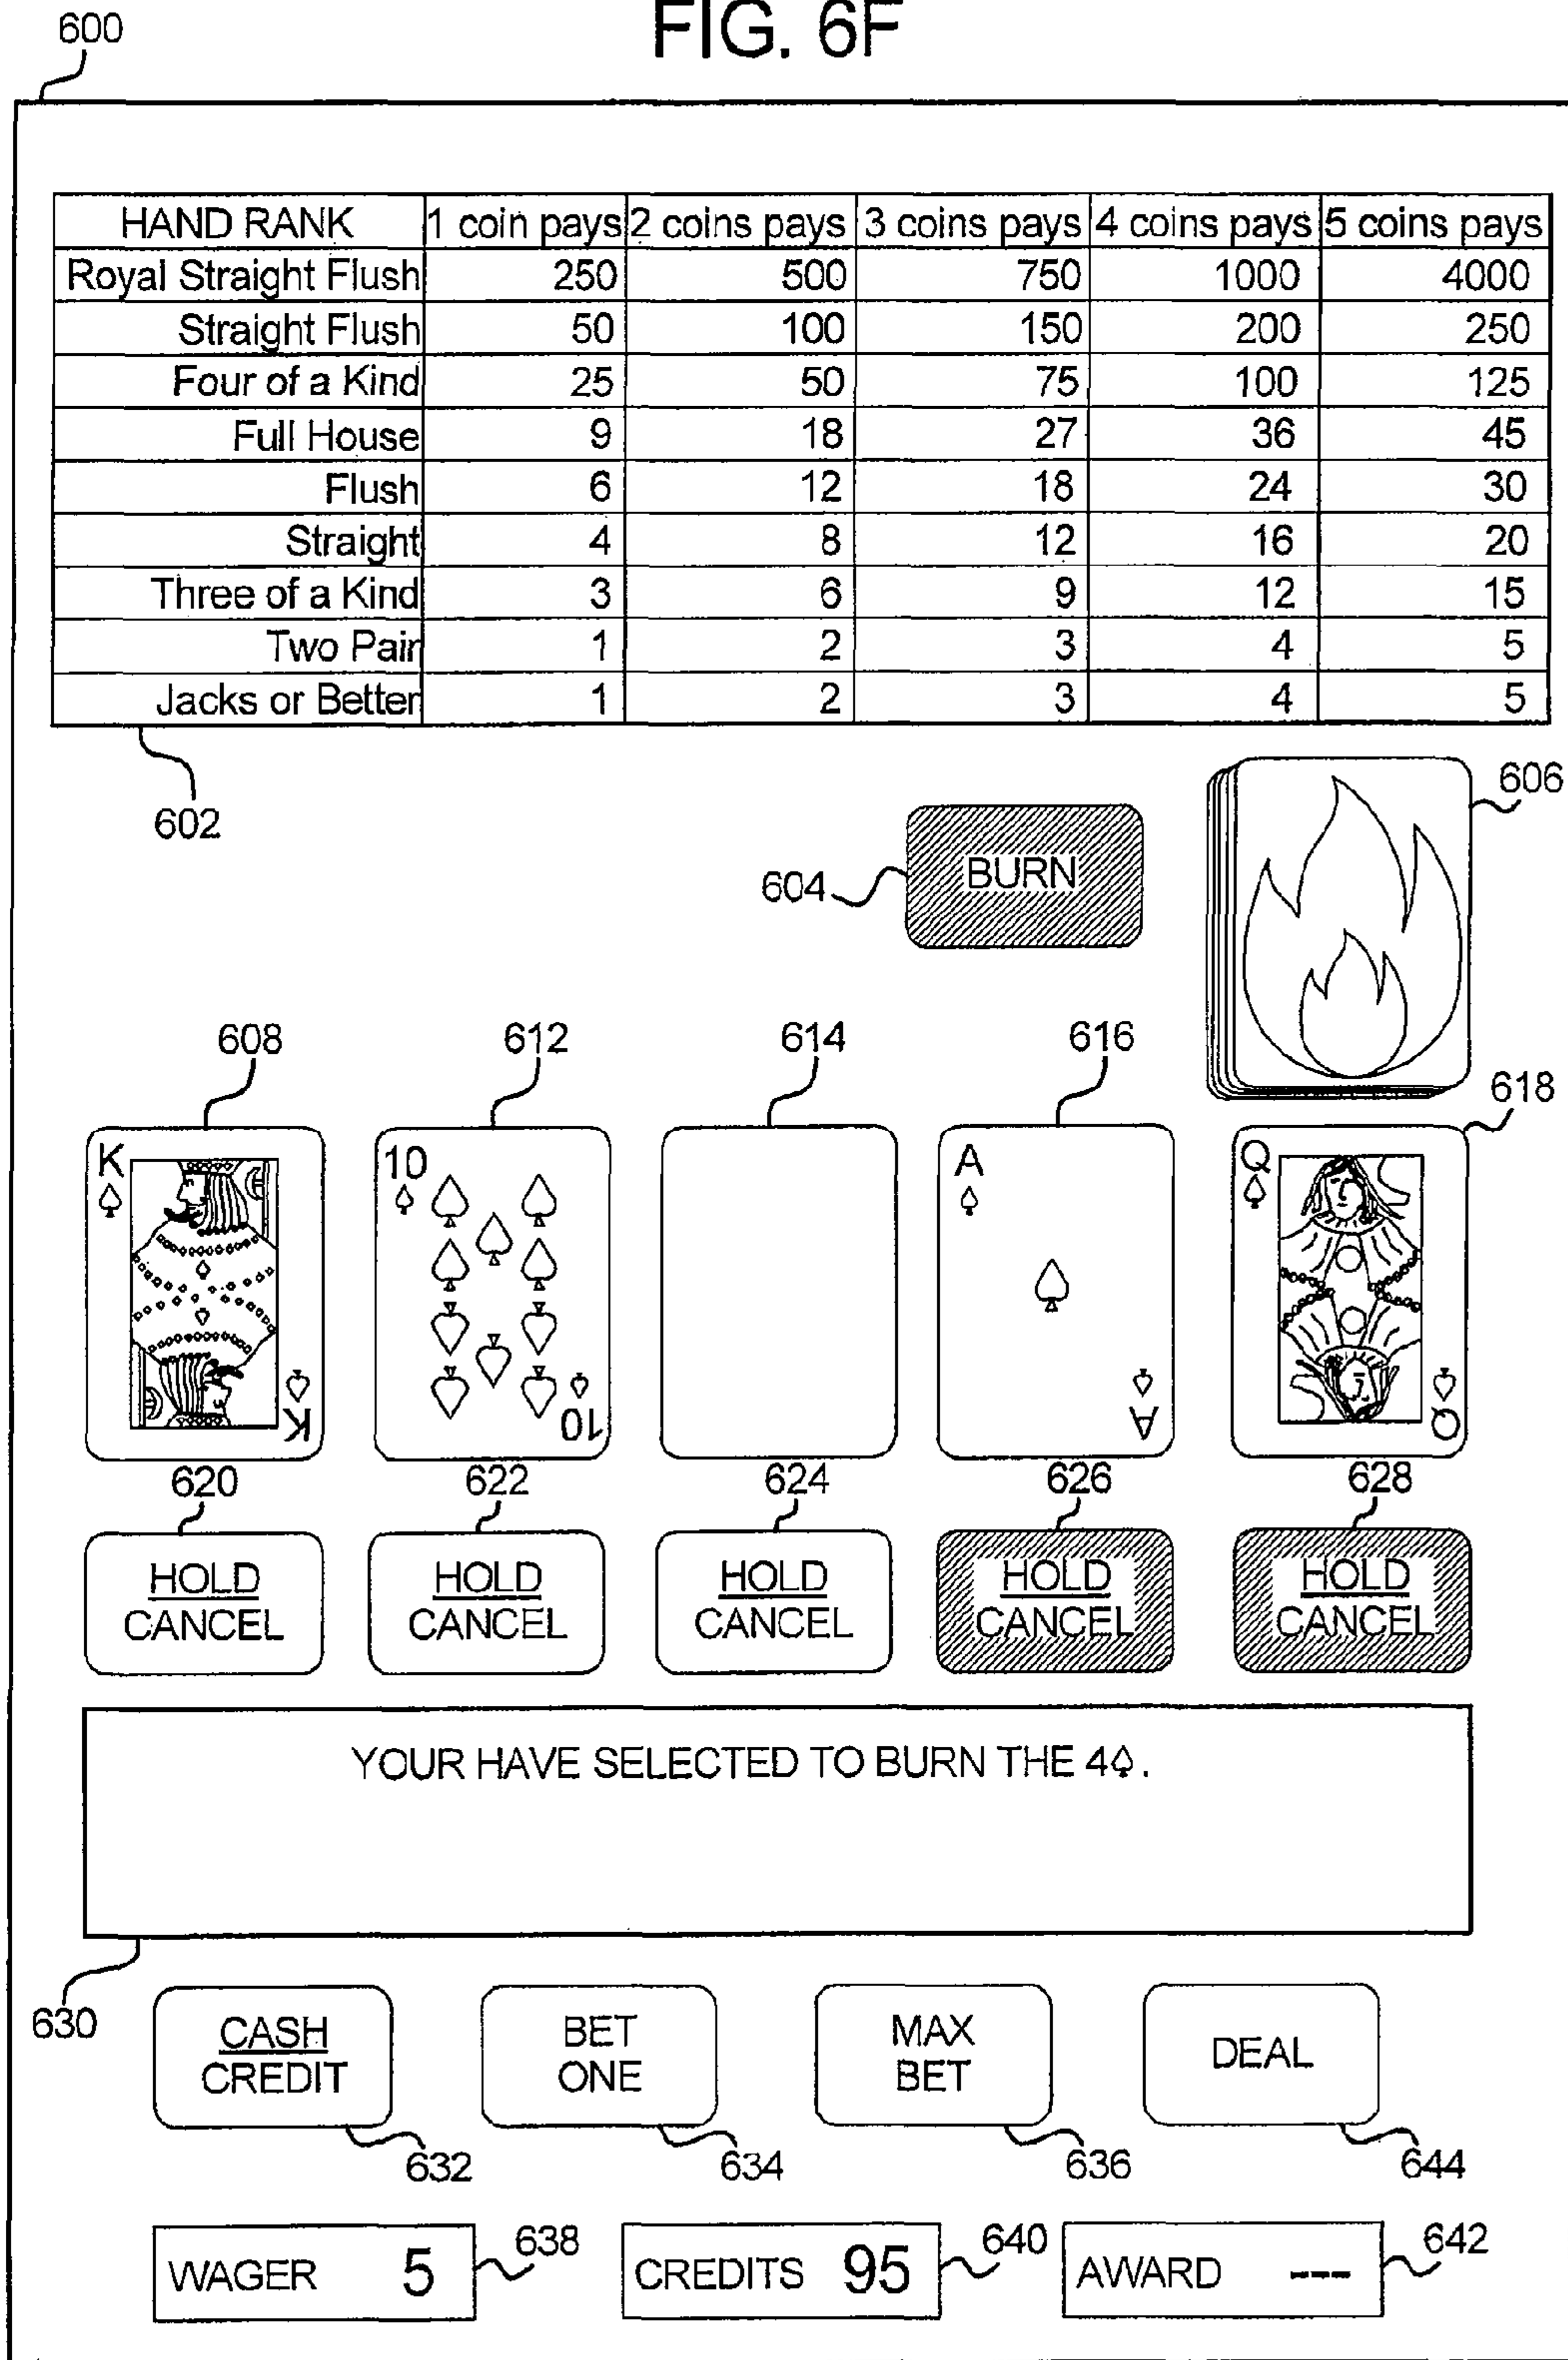 FIG. 6F
600
HAND RANK 1 coin pays 2 coins pays 3 coins pays 4 coins pays 5 coins pays
Royal Straight Flush 250 500 750 1000 4000
Straight Flush 50 100 150 200 250
Four of a Kind 25 50 75 100 125
Full House 9 18 27 36 45
Flush 6 12 18 24 30
Straight 4 8 12 16 20
Three of a Kind 3 6 9 12 15
Two Pair 1 2 3 4 5
Jacks or Better 1 2 3 4 5
602
606
604
BURN
608 612 614 616
618
K♤ 10♤ A♤ Q♤
K♤ 10♤ A♤ Q♤
620 622 624 626 628
HOLD HOLD HOLD HOLD HOLD
CANCEL CANCEL CANCEL CANCEL CANCEL
YOUR HAVE SELECTED TO BURN THE 4♤.
630
CASH BET MAX DEAL
CREDIT ONE BET
632 634 636 644
638 640 642
WAGER 5 CREDITS 95 AWARD ---